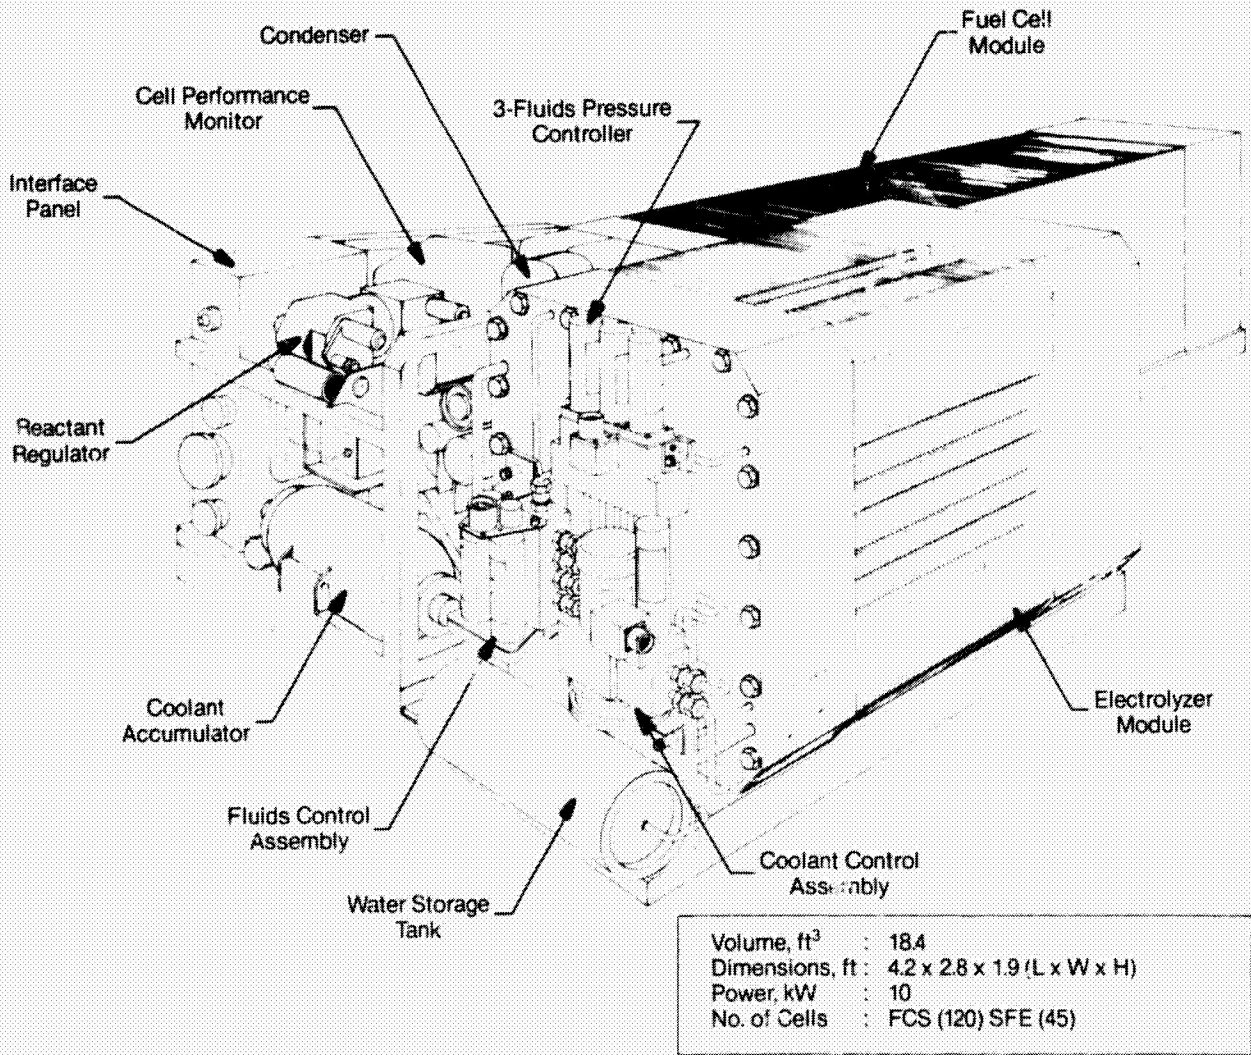 Fuel Cell
Module
Condenser
Cell Performance
Monitor
3-Fluids Pressure
Controller
Interface
Panel
Reactant
Regulator
Coolant
Accumulator
Electrolyzer
Module
Fluids Control
Assembly
Coolant Control
Assembly
Water Storage
Tank
Volume, ft³ : 18.4
Dimensions, ft : 4.2 x 2.8 x 1.9 (L x W x H)
Power, kW : 10
No. of Cells : FCS (120) SFE (45)